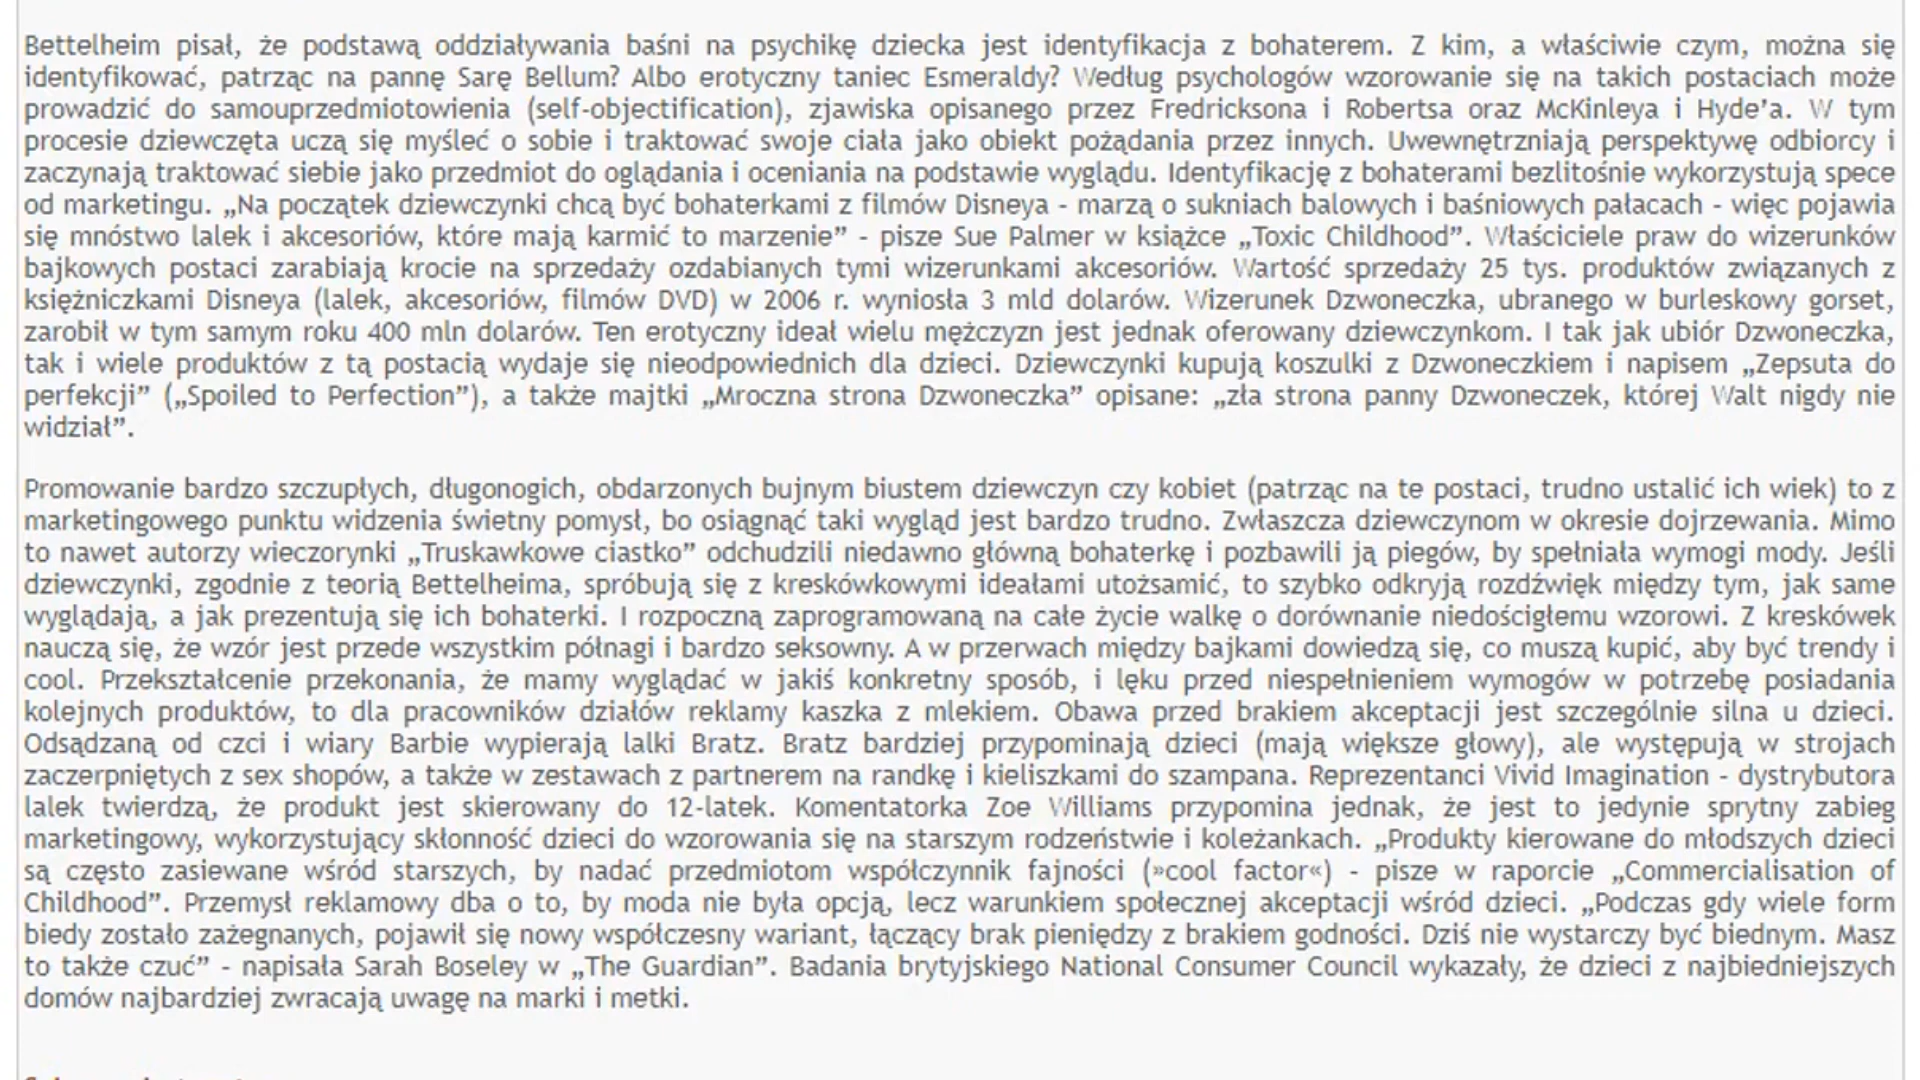 Bettelheim pisał, że podstawą oddziaływania baśni na psychikę dziecka jest identyfikacja z bohaterem. Z kim, a właściwie czym, można się
identyfikować, patrząc na pannę Sarę Bellum? Albo erotyczny taniec Esmeraldy? Według psychologów wzorowanie się na takich postaciach może
prowadzić do samouprzedmiotowienia (self-objectification), zjawiska opisanego przez Fredricksona i Robertsa oraz McKinleya i Hyde’a. W tym
procesie dziewczęta uczą się myśleć o sobie i traktować swoje ciała jako obiekt pożądania przez innych. Uwewnętrzniają perspektywę odbiorcy i
zaczynają traktować siebie jako przedmiot do oglądania i oceniania na podstawie wyglądu. Identyfikację z bohaterami bezlitośnie wykorzystują spece
od marketingu. „Na początek dziewczynki chcą być bohaterkami z filmów Disneya - marzą o sukniach balowych i baśniowych pałacach - więc pojawia
się mnóstwo lalek i akcesoriów, które mają karmić to marzenie” - pisze Sue Palmer w książce „Toxic Childhood”. Właściciele praw do wizerunków
bajkowych postaci zarabiają krocie na sprzedaży ozdabianych tymi wizerunkami akcesoriów. Wartość sprzedaży 25 tys. produktów związanych z
księżniczkami Disneya (lalek, akcesoriów, filmów DVD) w 2006 r. wyniosła 3 mld dolarów. Wizerunek Dzwoneczka, ubranego w burleskowy gorset,
zarobił w tym samym roku 400 mln dolarów. Ten erotyczny ideał wielu mężczyzn jest jednak oferowany dziewczynkom. I tak jak ubiór Dzwoneczka,
tak i wiele produktów z tą postacią wydaje się nieodpowiednich dla dzieci. Dziewczynki kupują koszulki z Dzwoneczkiem i napisem „Zepsuta do
perfekcji” („Spoiled to Perfection”), a także majtki „Mroczna strona Dzwoneczka” opisane: „zła strona panny Dzwoneczek, której Walt nigdy nie
widział”.
Promowanie bardzo szczupłych, długonogich, obdarzonych bujnym biustem dziewczyn czy kobiet (patrząc na te postaci, trudno ustalić ich wiek) to z
marketingowego punktu widzenia świetny pomysł, bo osiągnąć taki wygląd jest bardzo trudno. Zwłaszcza dziewczynom w okresie dojrzewania. Mimo
to nawet autorzy wieczorynki „Truskawkowe ciastko” odchudzili niedawno główną bohaterkę i pozbawili ją piegów, by spełniała wymogi mody. Jeśli
dziewczynki, zgodnie z teorią Bettelheima, spróbują się z kreskówkowymi ideałami utożsamić, to szybko odkryją rozdźwięk między tym, jak same
wyglądają, a jak prezentują się ich bohaterki. I rozpoczną zaprogramowaną na całe życie walkę o dorównanie niedościgłemu wzorowi. Z kreskówek
nauczą się, że wzór jest przede wszystkim półnagi i bardzo seksowny. A w przerwach między bajkami dowiedzą się, co muszą kupić, aby być trendy i
cool. Przekształcenie przekonania, że mamy wyglądać w jakiś konkretny sposób, i lęku przed niespełnieniem wymogów w potrzebę posiadania
kolejnych produktów, to dla pracowników działów reklamy kaszka z mlekiem. Obawa przed brakiem akceptacji jest szczególnie silna u dzieci.
Odsądzaną od czci i wiary Barbie wypierają lalki Bratz. Bratz bardziej przypominają dzieci (mają większe głowy), ale występują w strojach
zaczerpniętych z sex shopów, a także w zestawach z partnerem na randkę i kieliszkami do szampana. Reprezentanci Vivid Imagination - dystrybutora
lalek twierdzą, że produkt jest skierowany do 12-latek. Komentatorka Zoe Williams przypomina jednak, że jest to jedynie sprytny zabieg
marketingowy, wykorzystujący skłonność dzieci do wzorowania się na starszym rodzeństwie i koleżankach. „Produkty kierowane do młodszych dzieci
są często zasiewane wśród starszych, by nadać przedmiotom współczynnik fajności (»cool factor«) - pisze w raporcie „Commercialisation of
Childhood”. Przemysł reklamowy dba o to, by moda nie była opcją, lecz warunkiem społecznej akceptacji wśród dzieci. „Podczas gdy wiele form
biedy zostało zażegnanych, pojawił się nowy współczesny wariant, łączący brak pieniędzy z brakiem godności. Dziś nie wystarczy być biednym. Masz
to także czuć” - napisała Sarah Boseley w „The Guardian”. Badania brytyjskiego National Consumer Council wykazały, że dzieci z najbiedniejszych
domów najbardziej zwracają uwagę na marki i metki.